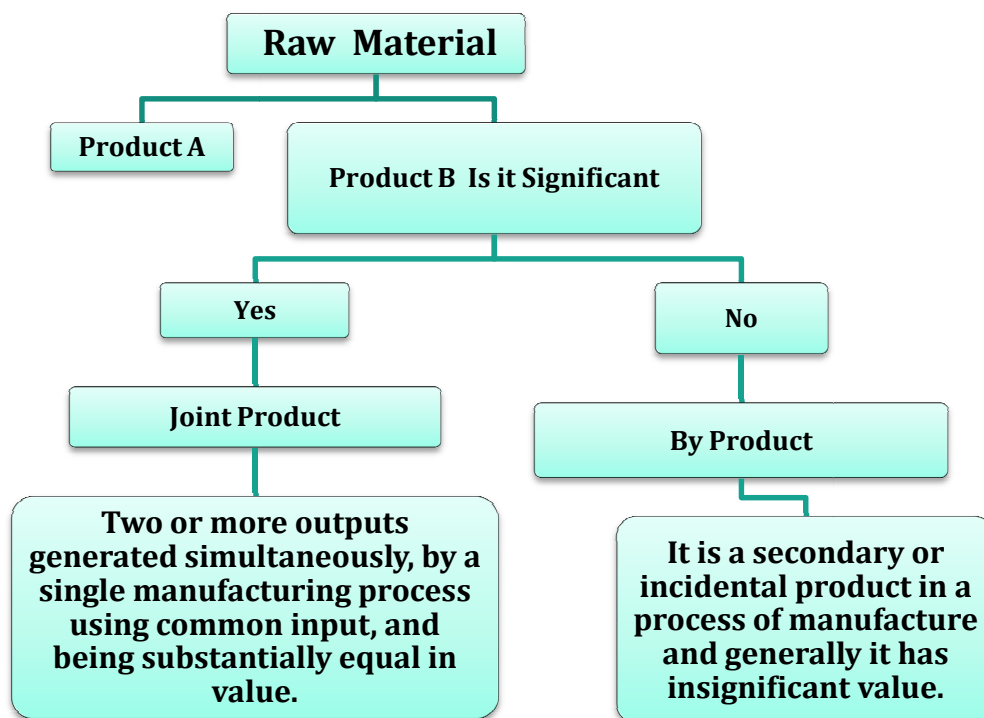 Raw Material
Product A
Product B Is it Significant
Yes
No
Joint Product
By Product
Two or more outputs
generated simultaneously, by a
single manufacturing process
using common input, and
being substantially equal in
value.
It is a secondary or
incidental product in a
process of manufacture
and generally it has
insignificant value.